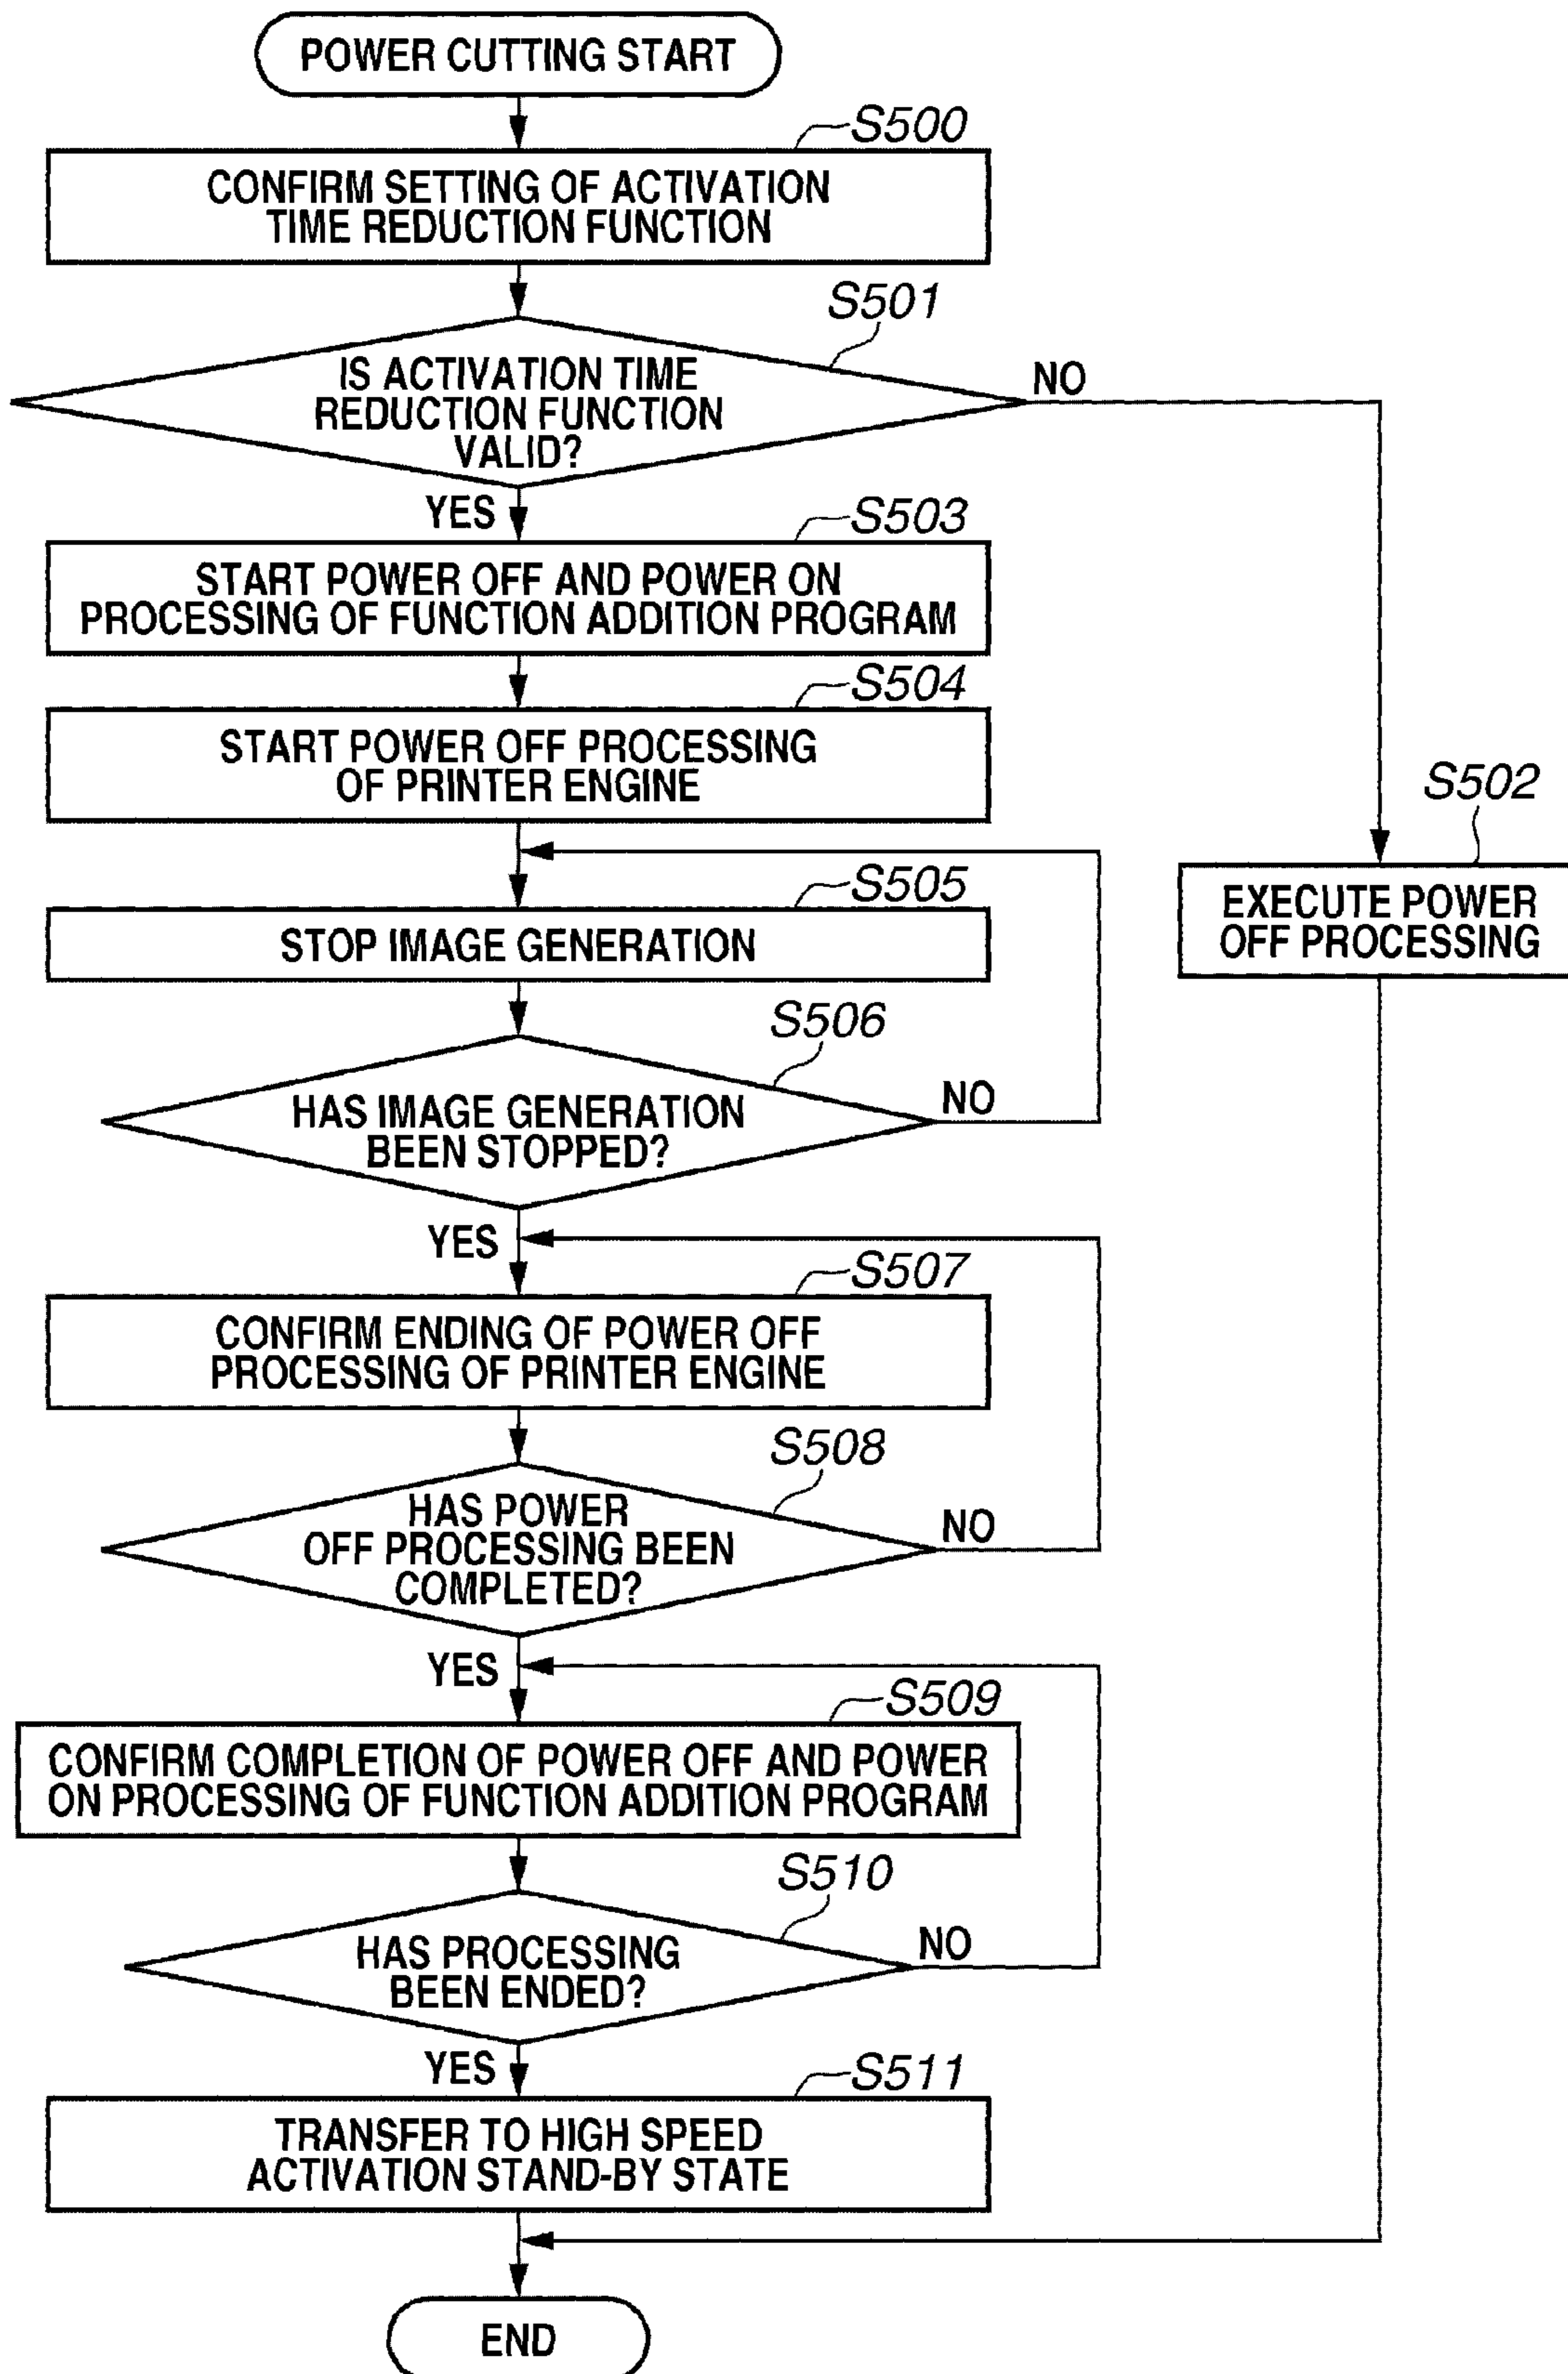 POWER CUTTING START
S500
CONFIRM SETTING OF ACTIVATION
TIME REDUCTION FUNCTION
S501
IS ACTIVATION TIME
REDUCTION FUNCTION
VALID?
NO
YES
S503
START POWER OFF AND POWER ON
PROCESSING OF FUNCTION ADDITION PROGRAM
S504
START POWER OFF PROCESSING
OF PRINTER ENGINE
S502
EXECUTE POWER
OFF PROCESSING
S505
STOP IMAGE GENERATION
S506
HAS IMAGE GENERATION
BEEN STOPPED?
NO
YES
S507
CONFIRM ENDING OF POWER OFF
PROCESSING OF PRINTER ENGINE
S508
HAS POWER
OFF PROCESSING BEEN
COMPLETED?
NO
YES
S509
CONFIRM COMPLETION OF POWER OFF AND POWER
ON PROCESSING OF FUNCTION ADDITION PROGRAM
S510
HAS PROCESSING
BEEN ENDED?
NO
YES
S511
TRANSFER TO HIGH SPEED
ACTIVATION STAND-BY STATE
END